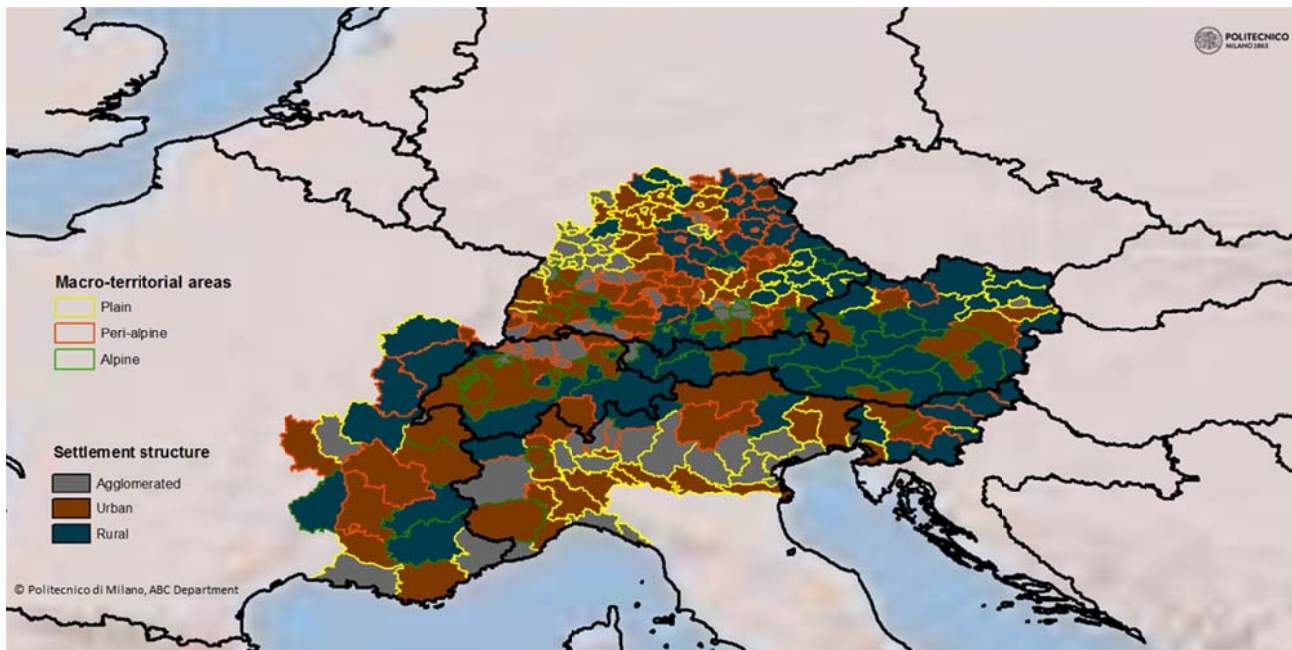 POLITECNICO
MILANO 1863
Macro-territorial areas
Plain
Peri-alpine
Alpine
Settlement structure
Agglomerated
Urban
Rural
© Politecnico di Milano, ABC Department